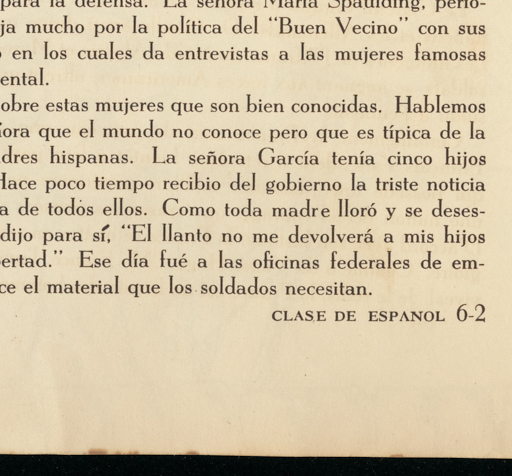 para la defensa. La señora María Spaulding, perio-
ja mucho por la política del "Buen Vecino" con sus
en los cuales da entrevistas a las mujeres famosas
ental.
obre estas mujeres que son bien conocidas. Hablemos
ñora que el mundo no conoce pero que es típica de la
dres hispanas. La señora García tenía cinco hijos
Hace poco tiempo recibio del gobierno la triste noticia
a de todos ellos. Como toda madre lloró y se deses-
dijo para sí, "El llanto no me devolverá a mis hijos
ertad." Ese día fué a las oficinas federales de em-
ce el material que los soldados necesitan.
CLASE DE ESPANOL 6-2